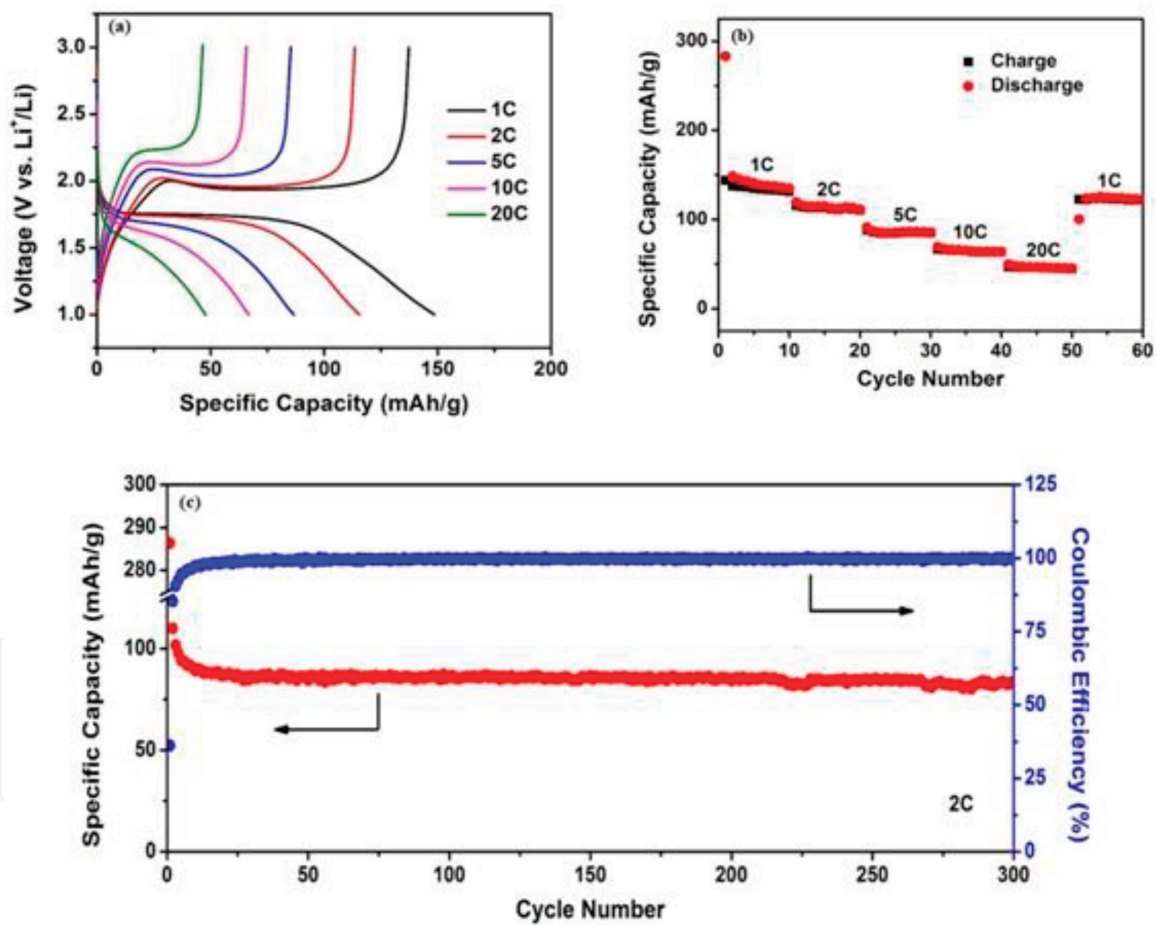 (a)
3.0
2.5
2.0
1.5
1.0
Voltage (V vs. Li⁺/Li)
1C
2C
5C
10C
20C
0 50 100 150 200
Specific Capacity (mAh/g)
(b)
300
200
100
0
Specific Capacity (mAh/g)
Charge
Discharge
1C
2C
5C
10C
20C
1C
0 10 20 30 40 50 60
Cycle Number
(c)
300
290
280
100
50
0
Specific Capacity (mAh/g)
125
100
75
50
25
0
Coulombic Efficiency (%)
2C
0 50 100 150 200 250 300
Cycle Number